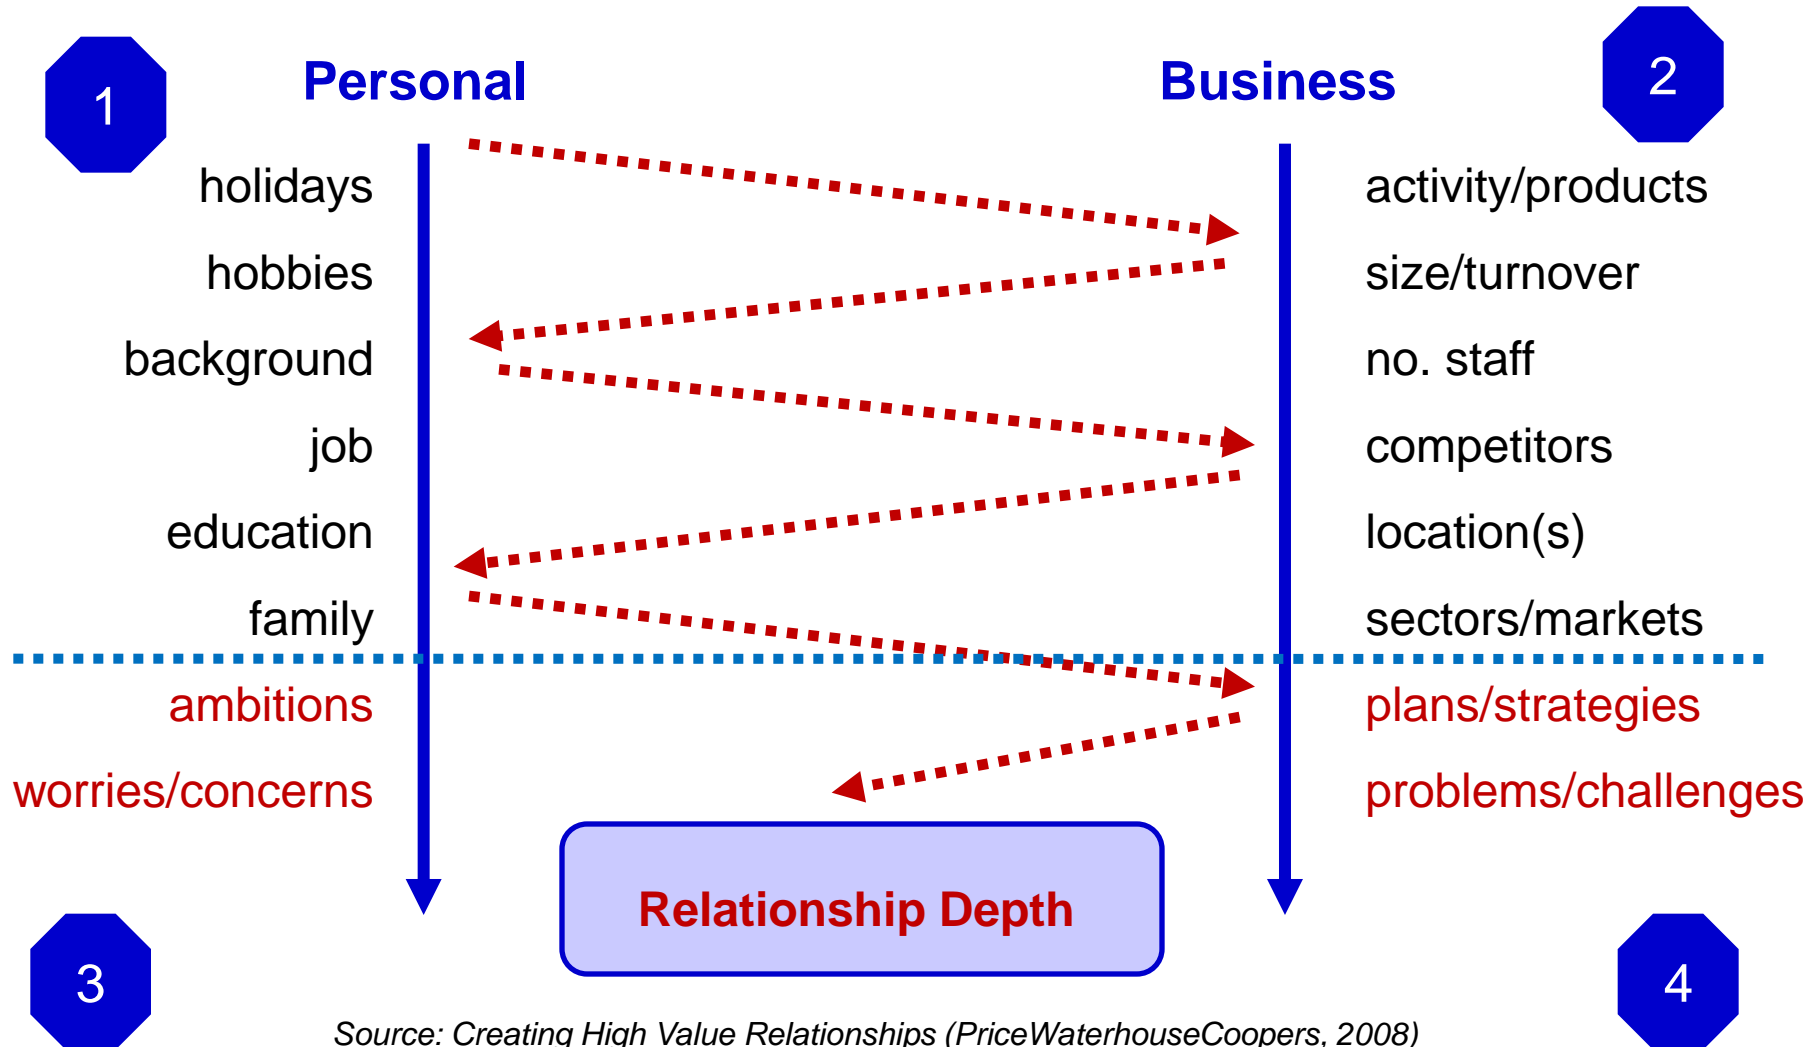 1
Personal
Business
2
holidays
activity/products
hobbies
size/turnover
background
no. staff
job
competitors
education
location(s)
family
sectors/markets
ambitions
plans/strategies
worries/concerns
problems/challenges
Relationship Depth
3
4
Source: Creating High Value Relationships (PriceWaterhouseCoopers, 2008)